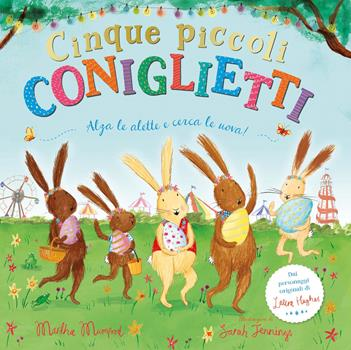 Cinque piccoli
CONIGLIETTI
Alza le alette e cerca le uova!
Dai
personaggi
originali di
Laura Hughes
Martha Mumford
Illustrazioni di
Sarah Jennings